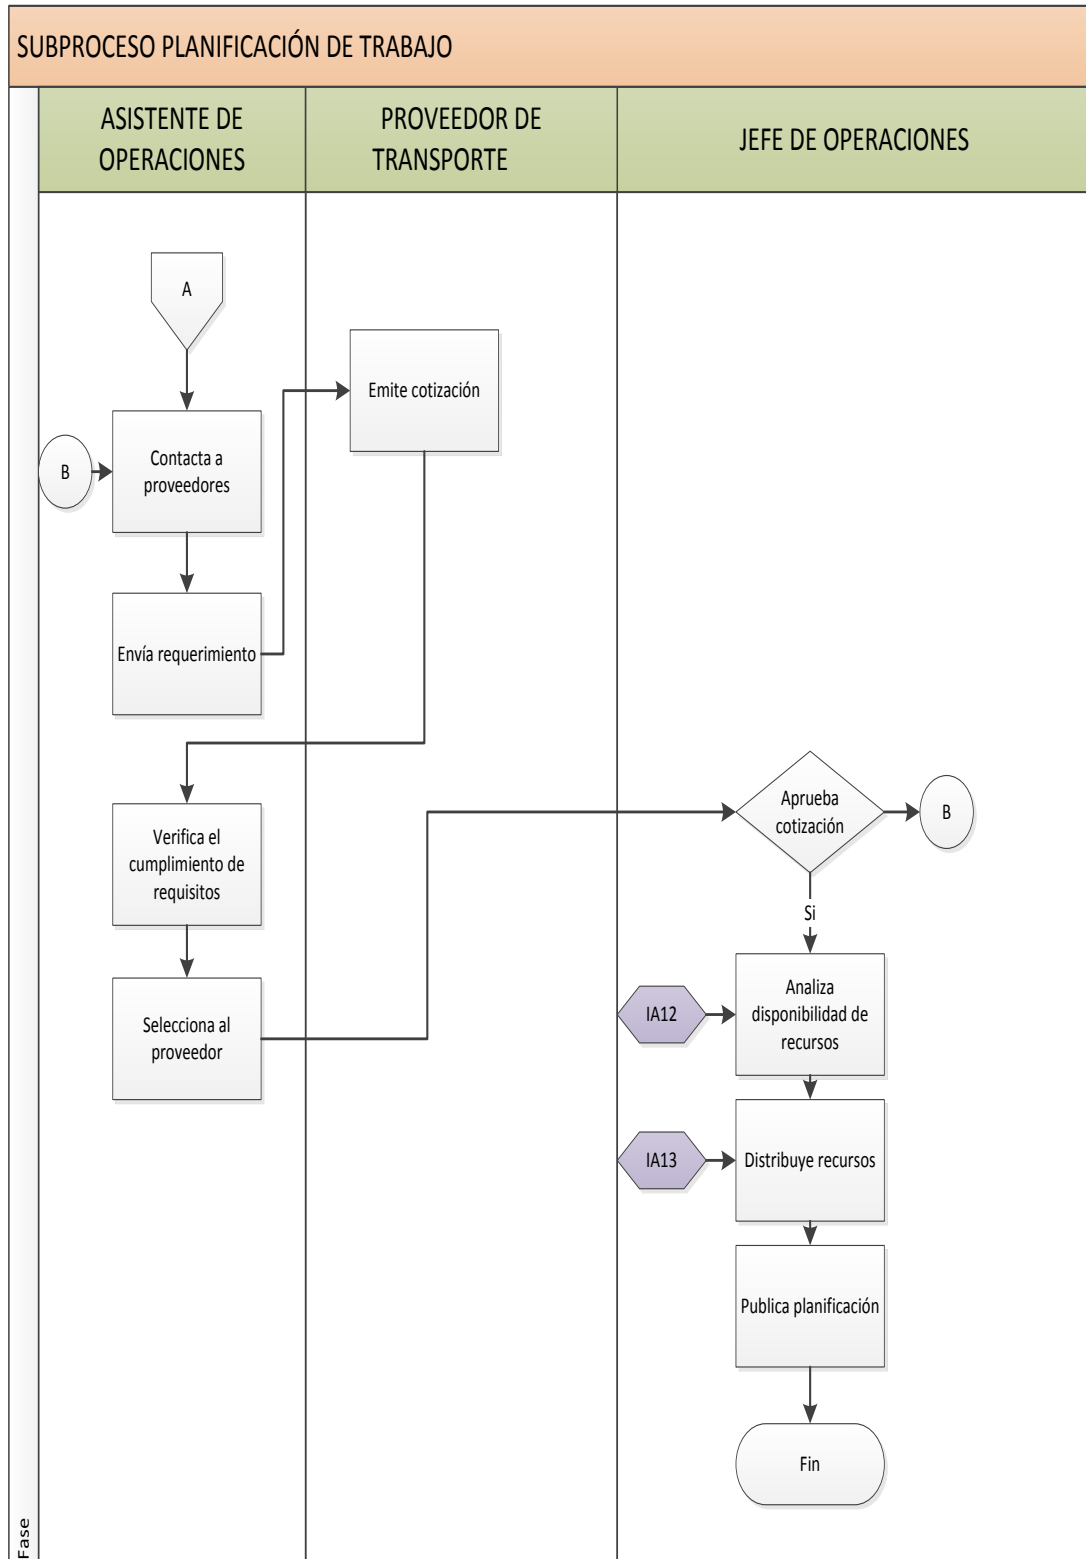 SUBPROCESO PLANIFICACIÓN DE TRABAJO
ASISTENTE DE
OPERACIONES
PROVEEDOR DE
TRANSPORTE
JEFE DE OPERACIONES
A
Emite cotización
B
Contacta a
proveedores
Envía requerimiento
Verifica el
cumplimiento de
requisitos
Aprueba
cotización
B
Si
Selecciona al
proveedor
IA12
Analiza
disponibilidad de
recursos
IA13
Distribuye recursos
Publica planificación
Fin
Fase